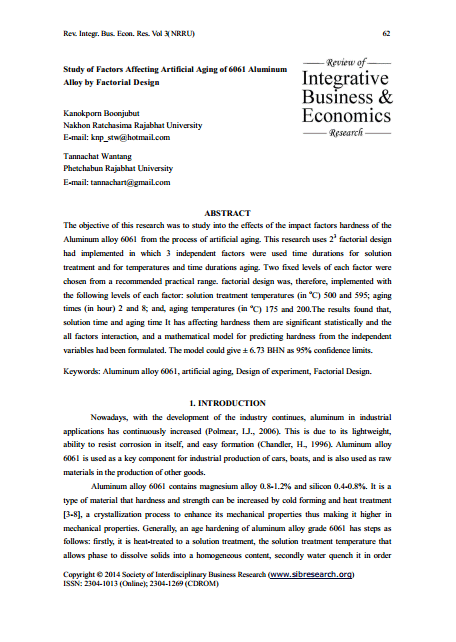 Rev. Integr. Bus. Econ. Res. Vol 3(NRRU) 62
Study of Factors Affecting Artificial Aging of 6061 Aluminum
Alloy by Factorial Design
Review of
Integrative
Business &
Economics
Research
Kanokporn Boonjubut
Nakhon Ratchasima Rajabhat University
E-mail: knp_stw@hotmail.com
Tannachat Wantang
Phetchabun Rajabhat University
E-mail: tannachart@gmail.com
ABSTRACT
The objective of this research was to study into the effects of the impact factors hardness of the
Aluminum alloy 6061 from the process of artificial aging. This research uses 2³ factorial design
had implemented in which 3 independent factors were used time durations for solution
treatment and for temperatures and time durations aging. Two fixed levels of each factor were
chosen from a recommended practical range. factorial design was, therefore, implemented with
the following levels of each factor: solution treatment temperatures (in °C) 500 and 595; aging
times (in hour) 2 and 8; and, aging temperatures (in °C) 175 and 200.The results found that,
solution time and aging time It has affecting hardness them are significant statistically and the
all factors interaction, and a mathematical model for predicting hardness from the independent
variables had been formulated. The model could give ± 6.73 BHN as 95% confidence limits.
Keywords: Aluminum alloy 6061, artificial aging, Design of experiment, Factorial Design.
1. INTRODUCTION
Nowadays, with the development of the industry continues, aluminum in industrial
applications has continuously increased (Polmear, I.J., 2006). This is due to its lightweight,
ability to resist corrosion in itself, and easy formation (Chandler, H., 1996). Aluminum alloy
6061 is used as a key component for industrial production of cars, boats, and is also used as raw
materials in the production of other goods.
Aluminum alloy 6061 contains magnesium alloy 0.8-1.2% and silicon 0.4-0.8%. It is a
type of material that hardness and strength can be increased by cold forming and heat treatment
[3-8], a crystallization process to enhance its mechanical properties thus making it higher in
mechanical properties. Generally, an age hardening of aluminum alloy grade 6061 has steps as
follows: firstly, it is heat-treated to a solution treatment, the solution treatment temperature that
allows phase to dissolve solids into a homogeneous content, secondly water quench it in order
Copyright © 2014 Society of Interdisciplinary Business Research (www.sibresearch.org)
ISSN: 2304-1013 (Online); 2304-1269 (CDROM)